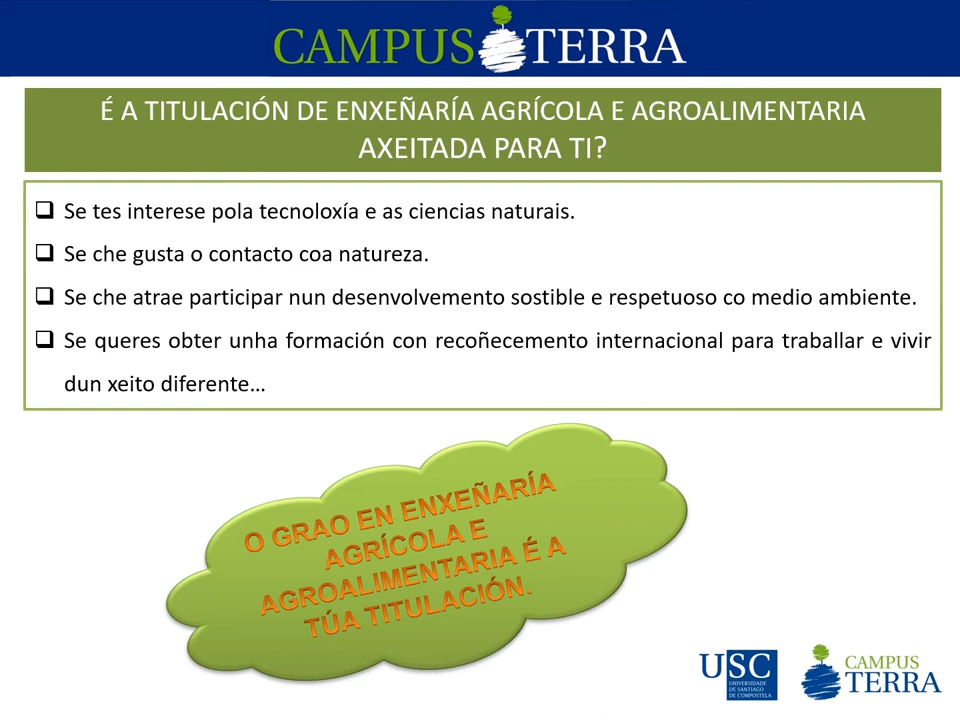 CAMPUS TERRA
É A TITULACIÓN DE ENXEÑARÍA AGRÍCOLA E AGROALIMENTARIA
AXEITADA PARA TI?
Se tes interese pola tecnoloxía e as ciencias naturais.
Se che gusta o contacto coa natureza.
Se che atrae participar nun desenvolvemento sostible e respetuoso co medio ambiente.
Se queres obter unha formación con recoñecemento internacional para traballar e vivir
dun xeito diferente...
O GRAO EN ENXEÑARÍA
AGRÍCOLA E
AGROALIMENTARIA É A
TÚA TITULACIÓN.
USC
UNIVERSIDADE
DE SANTIAGO
DE COMPOSTELA
CAMPUS
TERRA